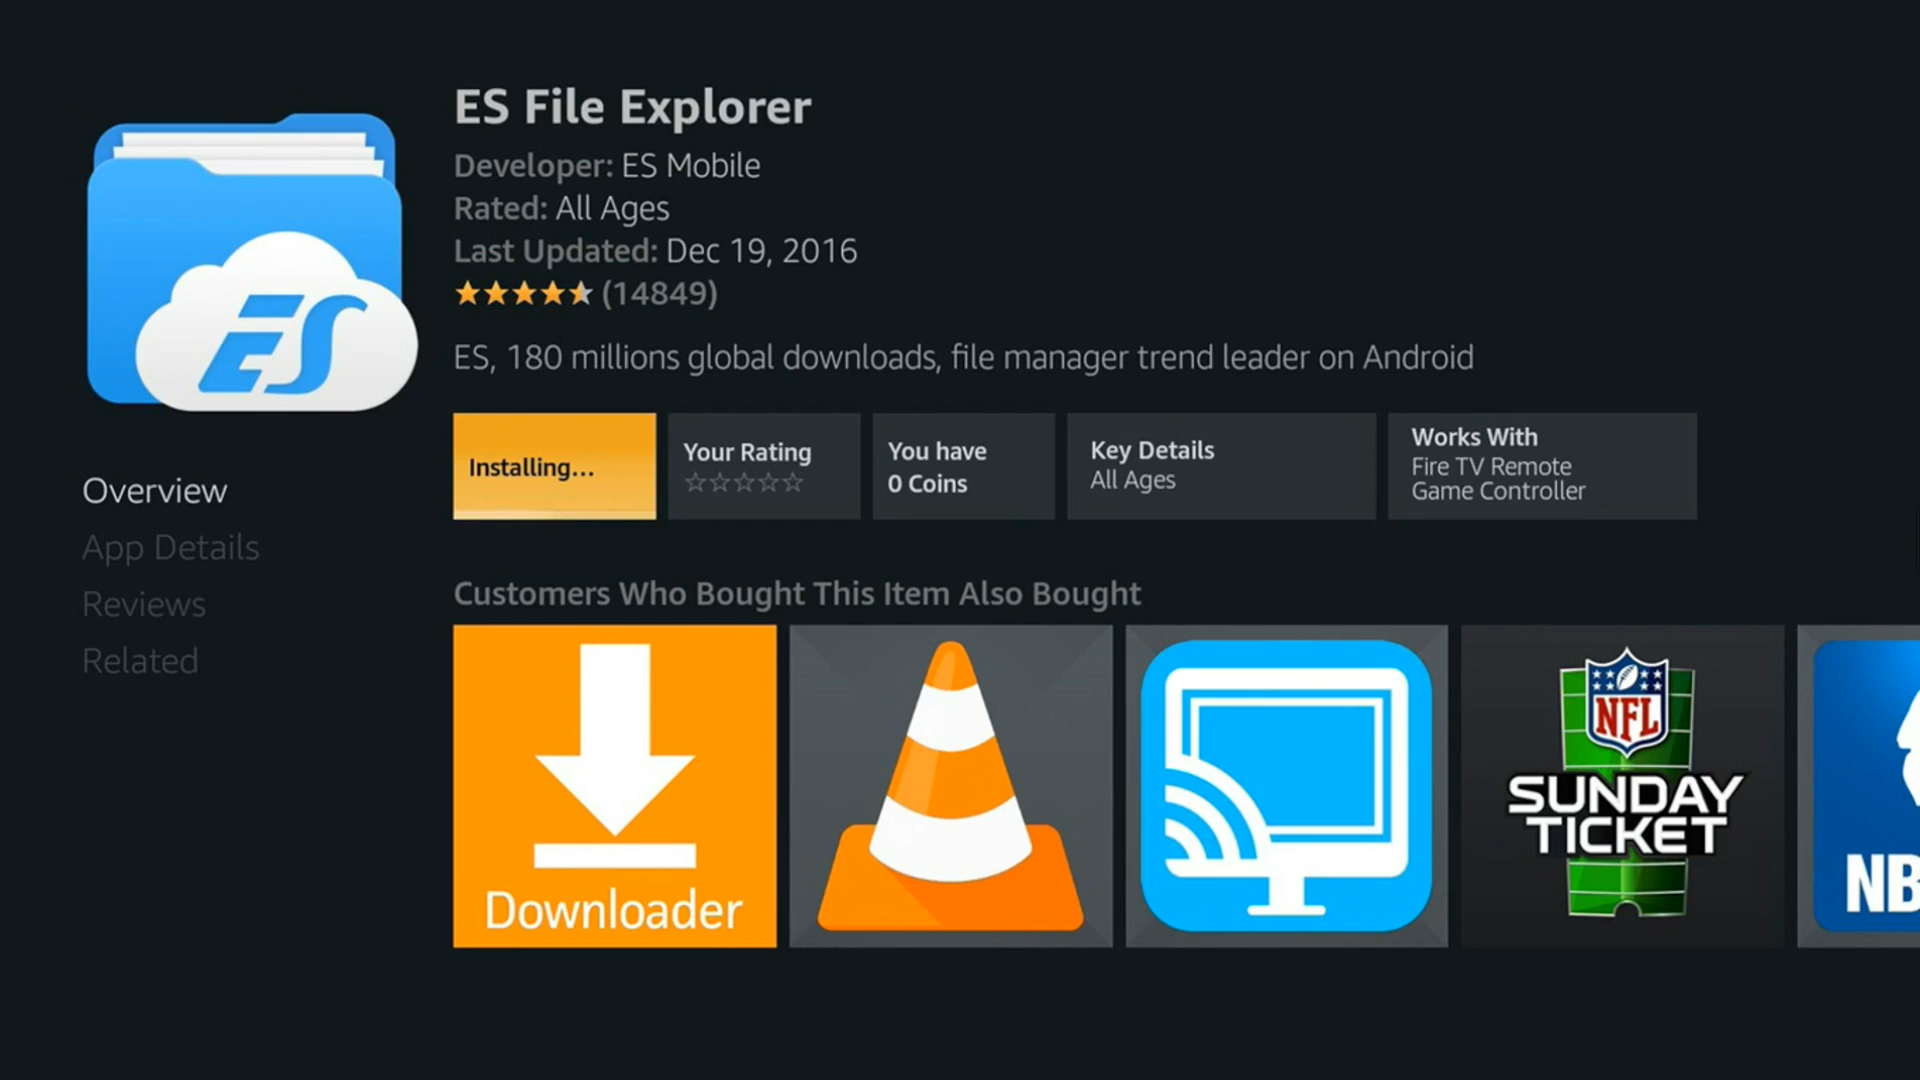 ES File Explorer
Developer: ES Mobile
Rated: All Ages
Last Updated: Dec 19, 2016
(14849)
ES, 180 millions global downloads, file manager trend leader on Android
ES
Installing...
Your Rating
You have
0 Coins
Key Details
All Ages
Works With
Fire TV Remote
Game Controller
Overview
App Details
Reviews
Related
Customers Who Bought This Item Also Bought
Downloader
NFL
SUNDAY
TICKET
NB